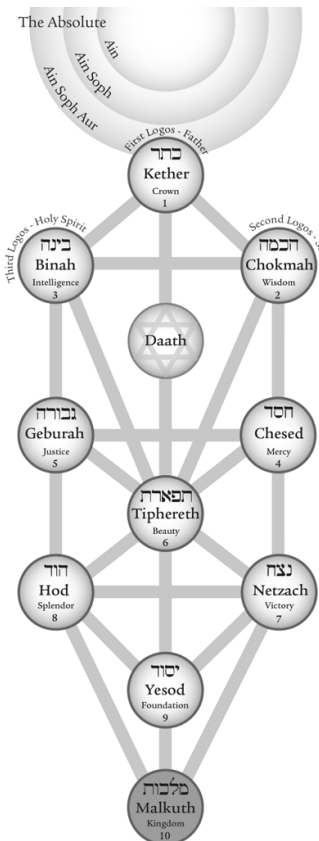 The Absolute
Ain
Ain Soph
Ain Soph Aur
First Logos - Father
כתר
Kether
Crown
1
Third Logos - Holy Spirit
בינה
Binah
Intelligence
3
Second Logos -
חכמה
Chokmah
Wisdom
2
Daath
גבורה
Geburah
Justice
5
חסד
Chesed
Mercy
4
תפארת
Tiphereth
Beauty
6
הוד
Hod
Splendor
8
נצח
Netzach
Victory
7
יסוד
Yesod
Foundation
9
מלכות
Malkuth
Kingdom
10